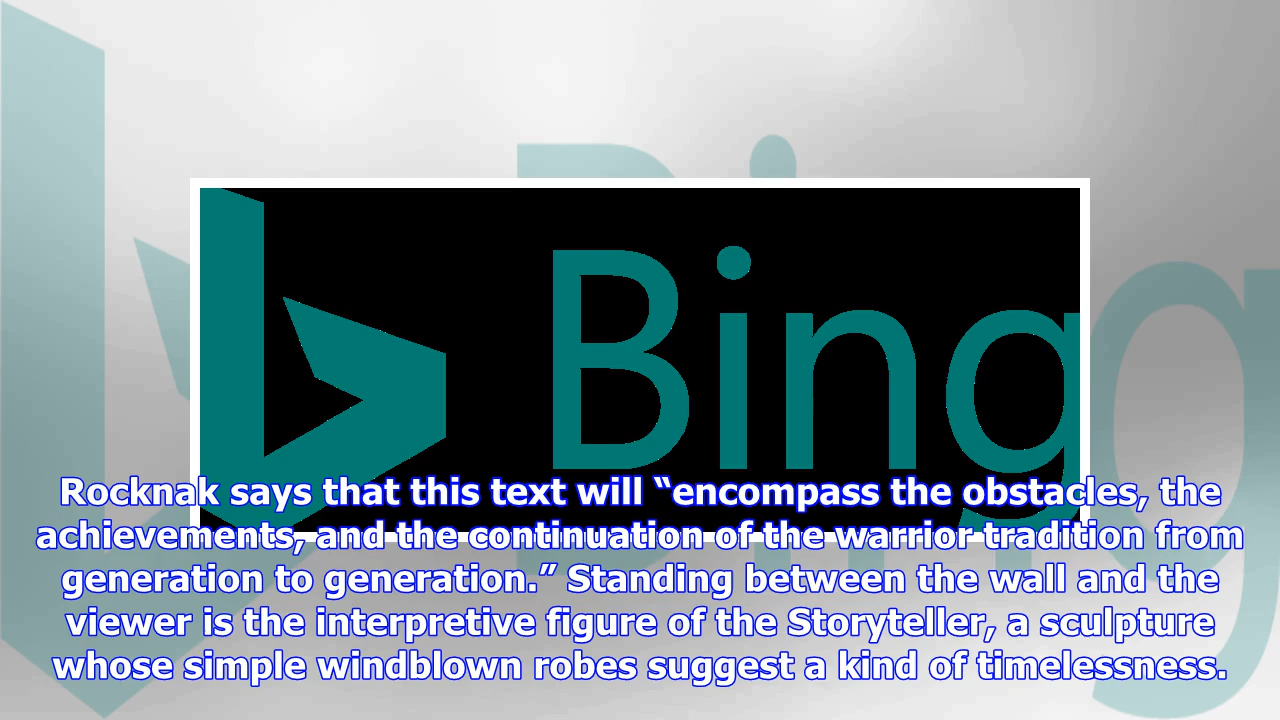 Bing
Rocknak says that this text will “encompass the obstacles, the
achievements, and the continuation of the warrior tradition from
generation to generation.” Standing between the wall and the
viewer is the interpretive figure of the Storyteller, a sculpture
whose simple windblown robes suggest a kind of timelessness.